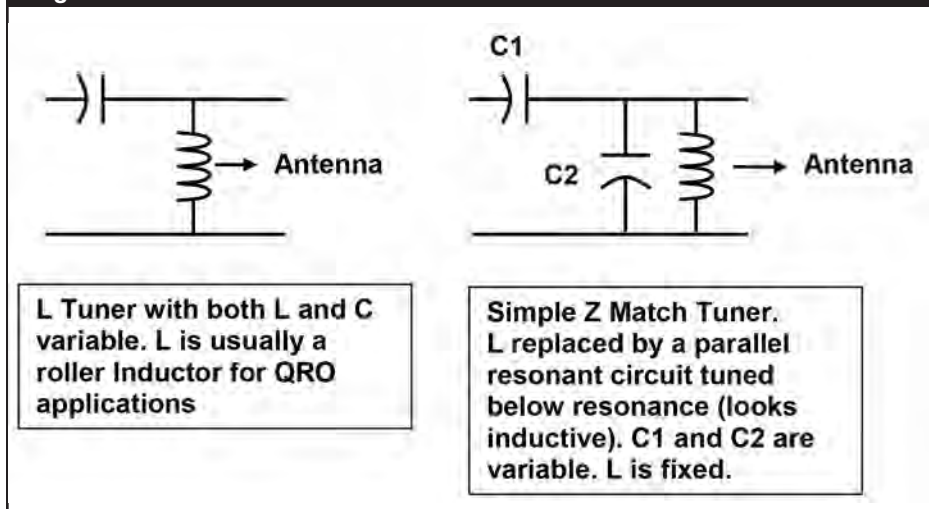 C1
Antenna
C2
Antenna
L Tuner with both L and C
variable. L is usually a
roller Inductor for QRO
applications
Simple Z Match Tuner.
L replaced by a parallel
resonant circuit tuned
below resonance (looks
inductive). C1 and C2 are
variable. L is fixed.